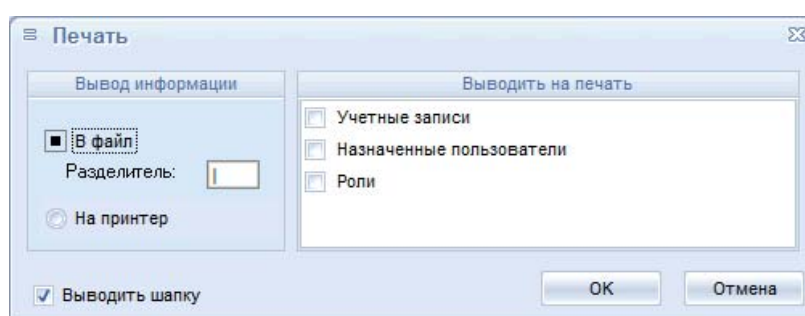 Печать
Вывод информации
В файл
Разделитель: |
На принтер
Выводить на печать
Учетные записи
Назначенные пользователи
Роли
Выводить шапку
OK
Отмена